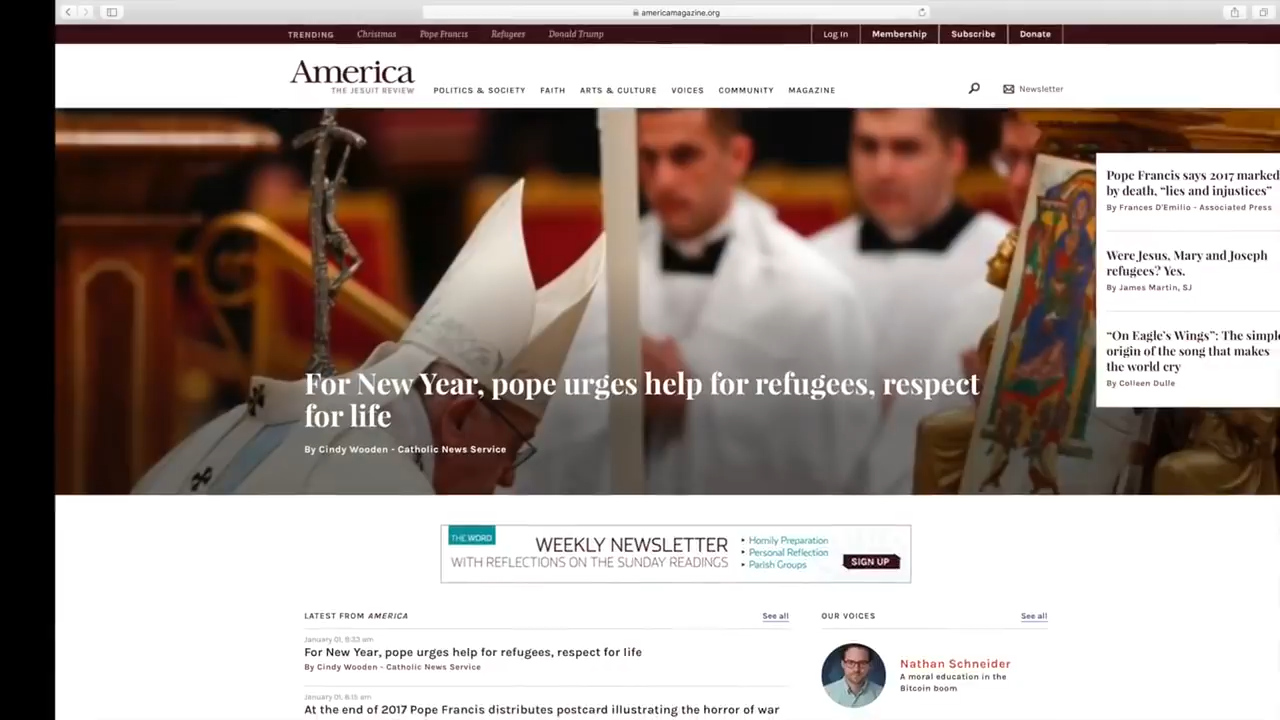 americamagazine.org
TRENDING Christmas Pope Francis Refugees Donald Trump Log In Membership Subscribe Donate
America
THE JESUIT REVIEW
POLITICS & SOCIETY FAITH ARTS & CULTURE VOICES COMMUNITY MAGAZINE Newsletter
For New Year, pope urges help for refugees, respect
for life
By Cindy Wooden - Catholic News Service
Pope Francis says 2017 marked
by death, “lies and injustices”
By Frances D'Emilio - Associated Press
Were Jesus, Mary and Joseph
refugees? Yes.
By James Martin, SJ
“On Eagle’s Wings”: The simple
origin of the song that makes
the world cry
By Colleen Dulle
THE WORD
WEEKLY NEWSLETTER
WITH REFLECTIONS ON THE SUNDAY READINGS
• Homily Preparation
• Personal Reflection
• Parish Groups
SIGN UP
LATEST FROM AMERICA See all
January 01, 8:33 am
For New Year, pope urges help for refugees, respect for life
By Cindy Wooden - Catholic News Service
January 01, 8:15 am
At the end of 2017 Pope Francis distributes postcard illustrating the horror of war
OUR VOICES See all
Nathan Schneider
A moral education in the
Bitcoin boom